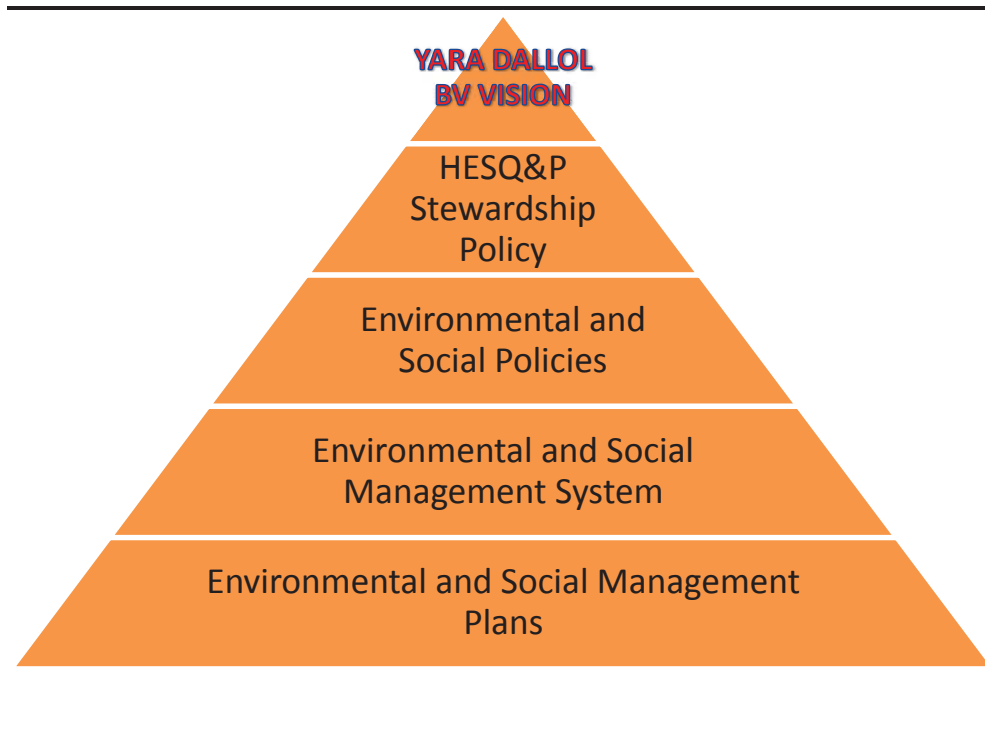 YARA DALLOL
BV VISION
HESQ&P
Stewardship
Policy
Environmental and
Social Policies
Environmental and Social
Management System
Environmental and Social Management
Plans